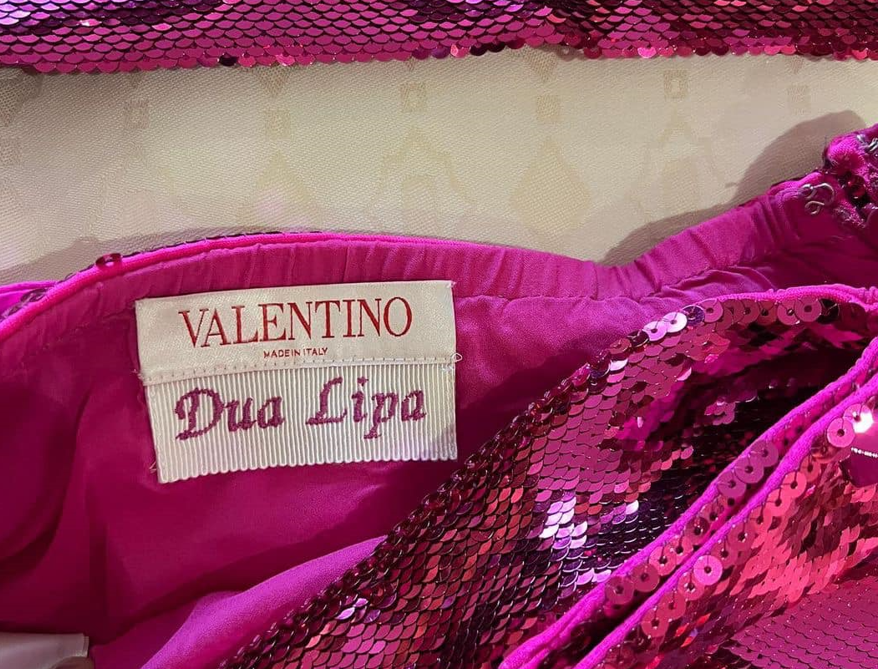 VALENTINO
MADE IN ITALY
Dua Lipa